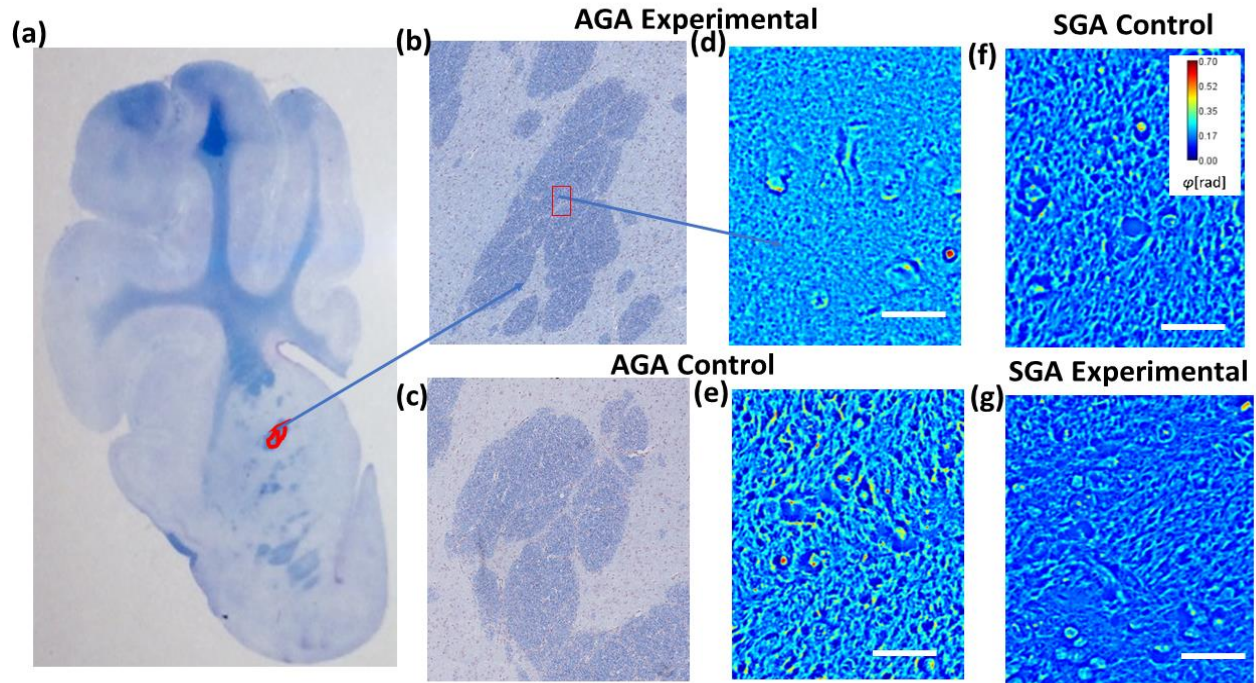 AGA Experimental
SGA Control
(a)
(b)
(d)
(f)
0.70
0.52
0.35
0.17
0.00
φ[rad]
AGA Control
SGA Experimental
(c)
(e)
(g)